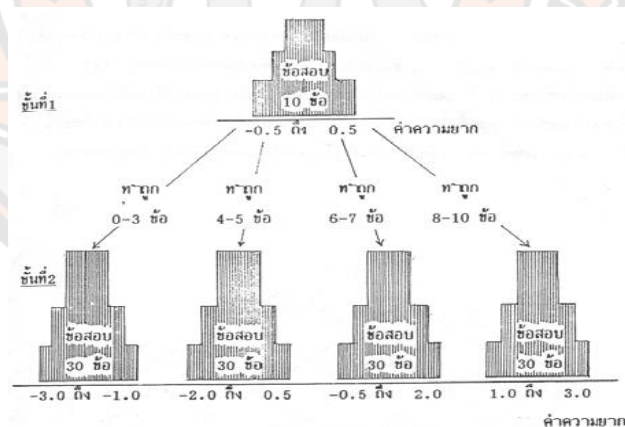 ข้อสอบ
ชั้นที่1
10 ข้อ
-0.5 ถึง 0.5 ค่าความยาก
ทำถูก ทำถูก ทำถูก ทำถูก
0-3 ข้อ 4-5 ข้อ 6-7 ข้อ 8-10 ข้อ
ชั้นที่2
ข้อสอบ ข้อสอบ ข้อสอบ ข้อสอบ
30 ข้อ 30 ข้อ 30 ข้อ 30 ข้อ
-3.0 ถึง -1.0 -2.0 ถึง 0.5 -0.5 ถึง 2.0 1.0 ถึง 3.0
ค่าความยาก